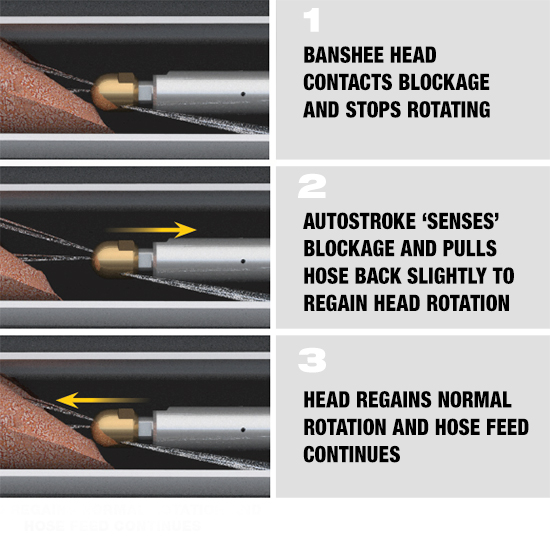 1
BANSHEE HEAD
CONTACTS BLOCKAGE
AND STOPS ROTATING
2
AUTOSTROKE ‘SENSES’
BLOCKAGE AND PULLS
HOSE BACK SLIGHTLY TO
REGAIN HEAD ROTATION
3
HEAD REGAINS NORMAL
ROTATION AND HOSE FEED
CONTINUES
HOSE FEED CONTINUES